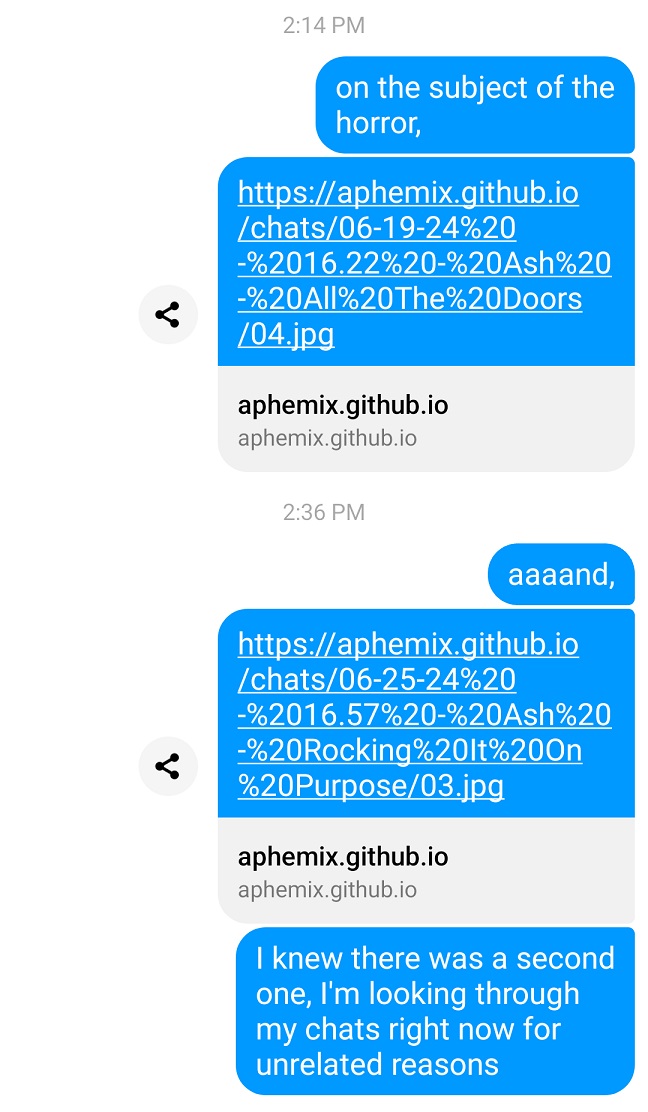 2:14 PM
on the subject of the
horror,
https://aphemix.github.io
/chats/06-19-24%20
-%2016.22%20-%20Ash%20
-%20All%20The%20Doors
/04.jpg
aphemix.github.io
aphemix.github.io
2:36 PM
aaaand,
https://aphemix.github.io
/chats/06-25-24%20
-%2016.57%20-%20Ash%20
-%20Rocking%20It%20On
%20Purpose/03.jpg
aphemix.github.io
aphemix.github.io
I knew there was a second
one, I'm looking through
my chats right now for
unrelated reasons